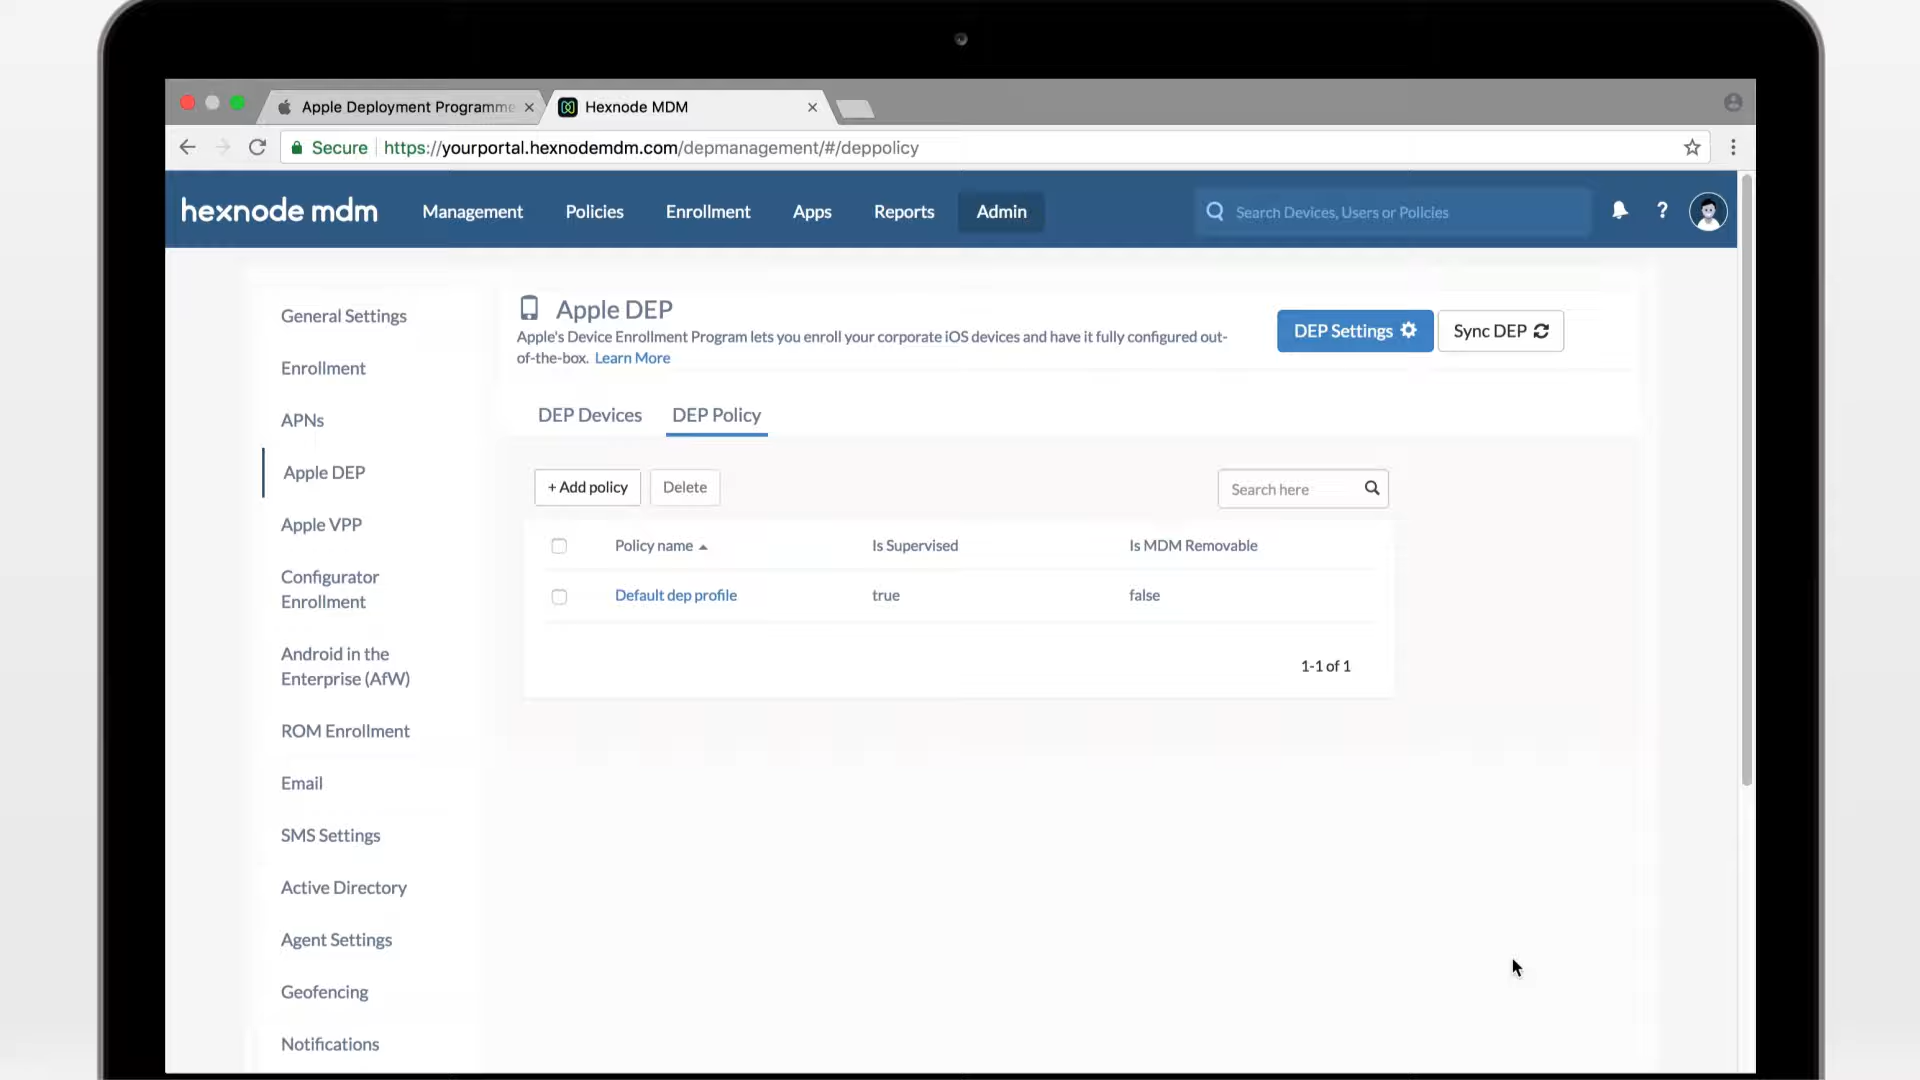 Apple Deployment Programme
Hexnode MDM
Secure
https://yourportal.hexnodemdm.com/depmanagement/#/deppolicy
hexnode mdm
Management
Policies
Enrollment
Apps
Reports
Admin
Search Devices, Users or Policies
?
General Settings
Enrollment
APNs
Apple DEP
Apple VPP
Configurator
Enrollment
Android in the
Enterprise (AfW)
ROM Enrollment
Email
SMS Settings
Active Directory
Agent Settings
Geofencing
Notifications
Apple DEP
Apple's Device Enrollment Program lets you enroll your corporate iOS devices and have it fully configured out-
of-the-box. Learn More
DEP Settings
Sync DEP
DEP Devices
DEP Policy
+ Add policy
Delete
Search here
Policy name
Is Supervised
Is MDM Removable
Default dep profile
true
false
1-1 of 1